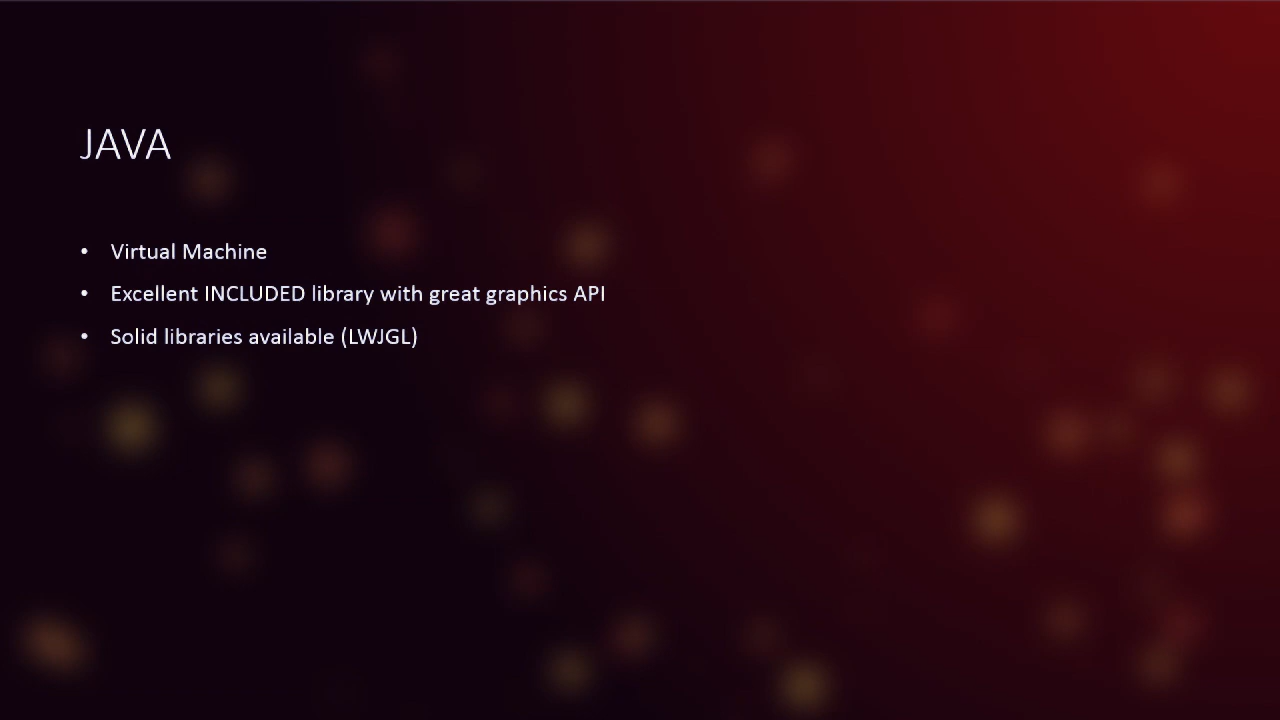 JAVA
• Virtual Machine
• Excellent INCLUDED library with great graphics API
• Solid libraries available (LWJGL)